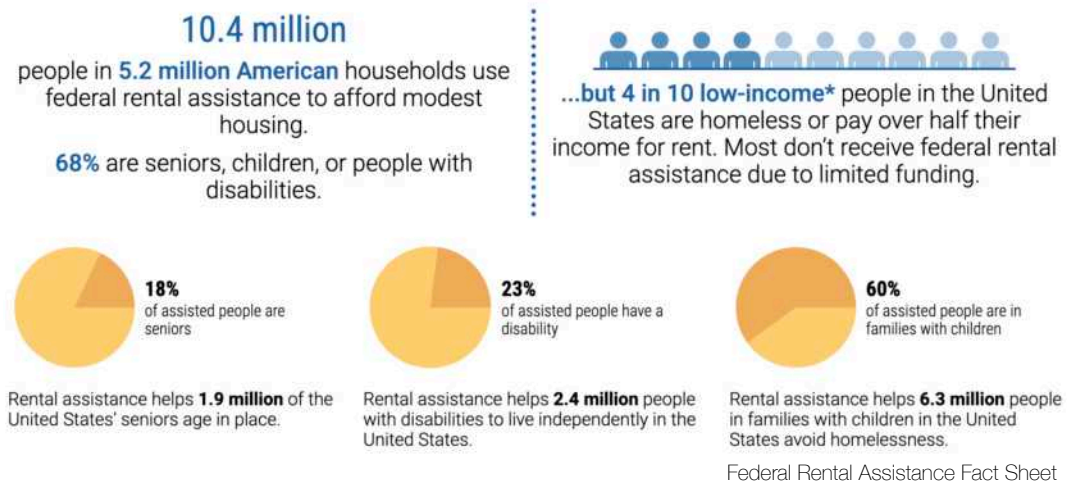 10.4 million
people in 5.2 million American households use
federal rental assistance to afford modest
housing.
68% are seniors, children, or people with
disabilities.
...but 4 in 10 low-income* people in the United
States are homeless or pay over half their
income for rent. Most don't receive federal rental
assistance due to limited funding.
18%
of assisted people are
seniors
Rental assistance helps 1.9 million of the
United States' seniors age in place.
23%
of assisted people have a
disability
Rental assistance helps 2.4 million people
with disabilities to live independently in the
United States.
60%
of assisted people are in
families with children
Rental assistance helps 6.3 million people
in families with children in the United
States avoid homelessness.
Federal Rental Assistance Fact Sheet